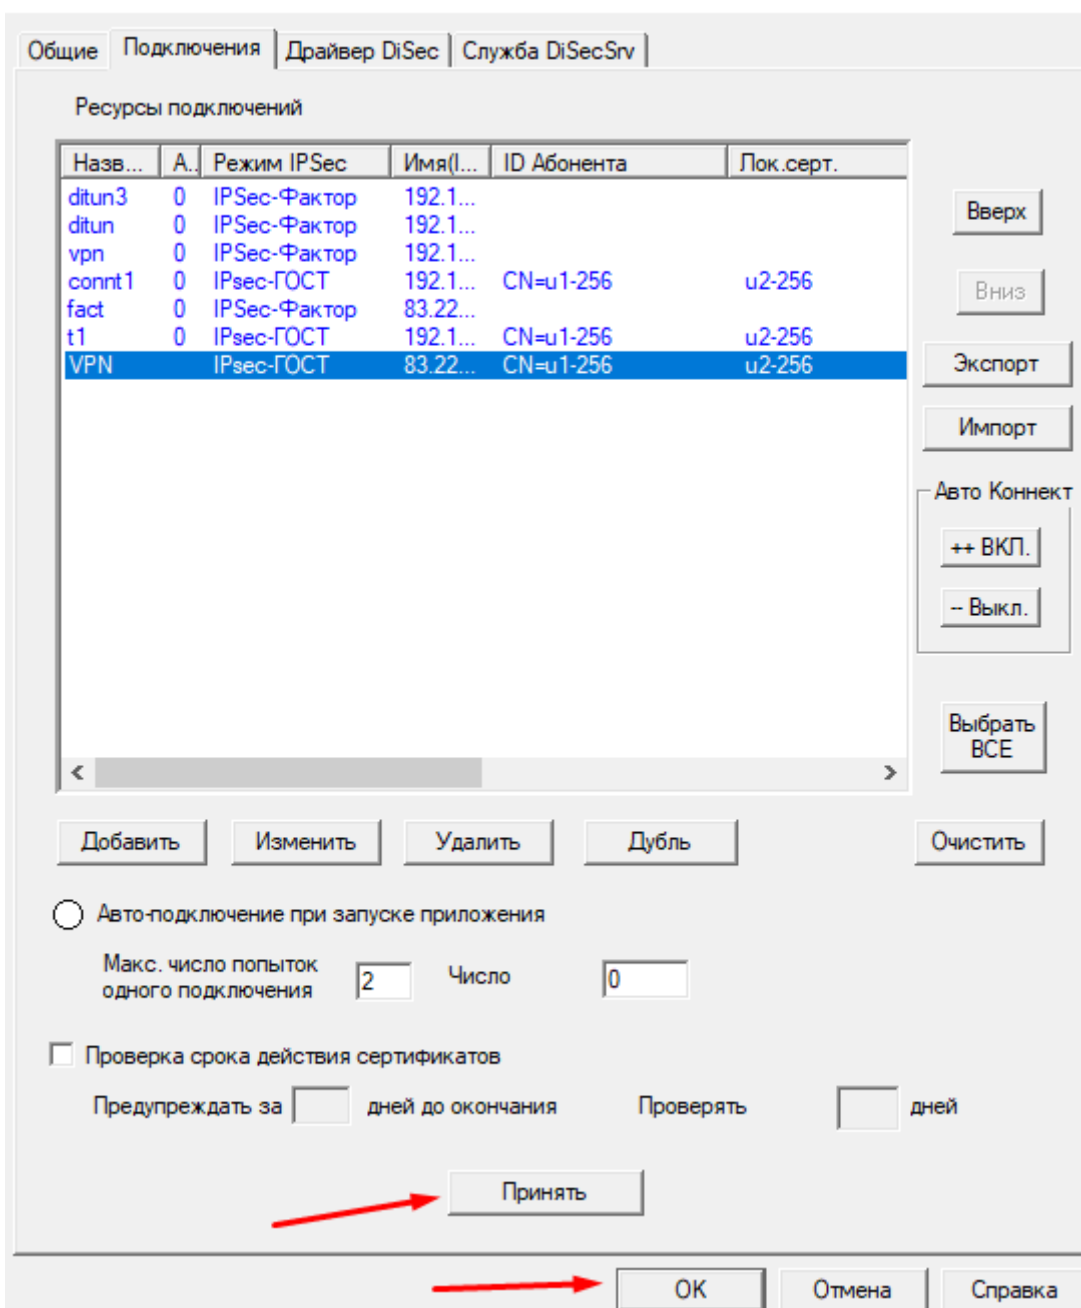 Общие Подключения Драйвер DiSec Служба DiSecSrv
Ресурсы подключений
Назв... А.. Режим IPSec Имя(I... ID Абонента Лок.серт.
ditun3 0 IPSec-Фактор 192.1...
ditun 0 IPSec-Фактор 192.1...
vpn 0 IPSec-Фактор 192.1...
connt1 0 IPsec-ГОСТ 192.1... CN=u1-256 u2-256
fact 0 IPSec-Фактор 83.22...
t1 0 IPsec-ГОСТ 192.1... CN=u1-256 u2-256
VPN IPsec-ГОСТ 83.22... CN=u1-256 u2-256
Вверх
Вниз
Экспорт
Импорт
Авто Коннект
++ ВКЛ.
-- Выкл.
Выбрать
ВСЕ
Добавить Изменить Удалить Дубль Очистить
Авто-подключение при запуске приложения
Макс. число попыток
одного подключения 2 Число 0
Проверка срока действия сертификатов
Предупреждать за дней до окончания Проверять дней
Принять
OK Отмена Справка